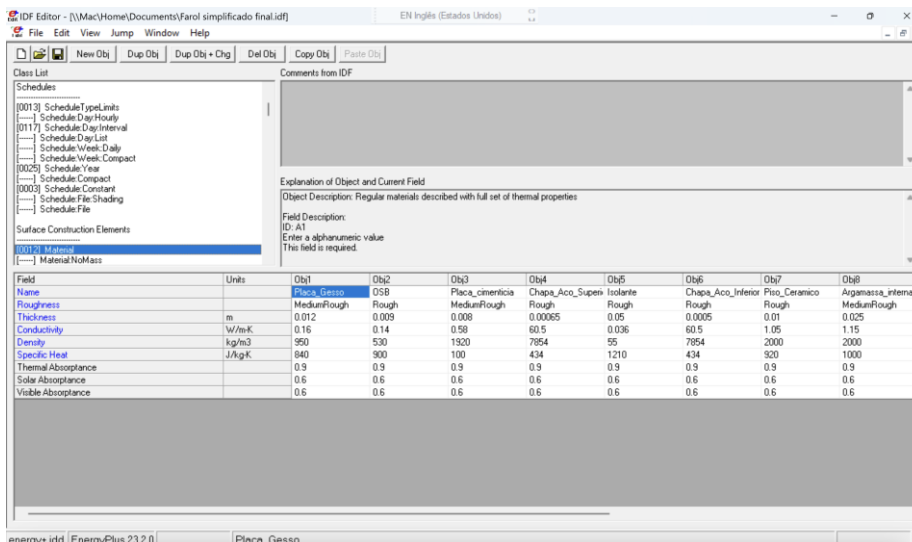 IDF Editor - [\\Mac\Home\Documents\Farol simplificado final.idf]
EN Inglês (Estados Unidos)
File Edit View Jump Window Help
New Obj Dup Obj Dup Obj + Chg Del Obj Copy Obj Paste Obj
Class List
Comments from IDF
Schedules
-------------------------
[0013] ScheduleTypeLimits
[------] Schedule:Day:Hourly
[0117] Schedule:Day:Interval
[------] Schedule:Day:List
[------] Schedule:Week:Daily
[------] Schedule:Week:Compact
[0025] Schedule:Year
[------] Schedule:Compact
[0003] Schedule:Constant
[------] Schedule:File:Shading
[------] Schedule:File
Surface Construction Elements
-------------------------
[0012] Material
[------] Material:NoMass
Explanation of Object and Current Field
Object Description: Regular materials described with full set of thermal properties
Field Description:
ID: A1
Enter a alphanumeric value
This field is required.
Field Units Obj1 Obj2 Obj3 Obj4 Obj5 Obj6 Obj7 Obj8
Name Placa_Gesso OSB Placa_cimenticia Chapa_Aco_Superi Isolante Chapa_Aco_Inferior Piso_Ceramico Argamassa_interna
Roughness MediumRough Rough MediumRough Rough Rough Rough Rough MediumRough
Thickness m 0.012 0.009 0.008 0.00065 0.05 0.0005 0.01 0.025
Conductivity W/m-K 0.16 0.14 0.58 60.5 0.036 60.5 1.05 1.15
Density kg/m3 950 530 1920 7854 55 7854 2000 2000
Specific Heat J/kg-K 840 900 100 434 1210 434 920 1000
Thermal Absorptance 0.9 0.9 0.9 0.9 0.9 0.9 0.9 0.9
Solar Absorptance 0.6 0.6 0.6 0.6 0.6 0.6 0.6 0.6
Visible Absorptance 0.6 0.6 0.6 0.6 0.6 0.6 0.6 0.6
energy+.idd EnergyPlus 23.2.0 Placa_Gesso